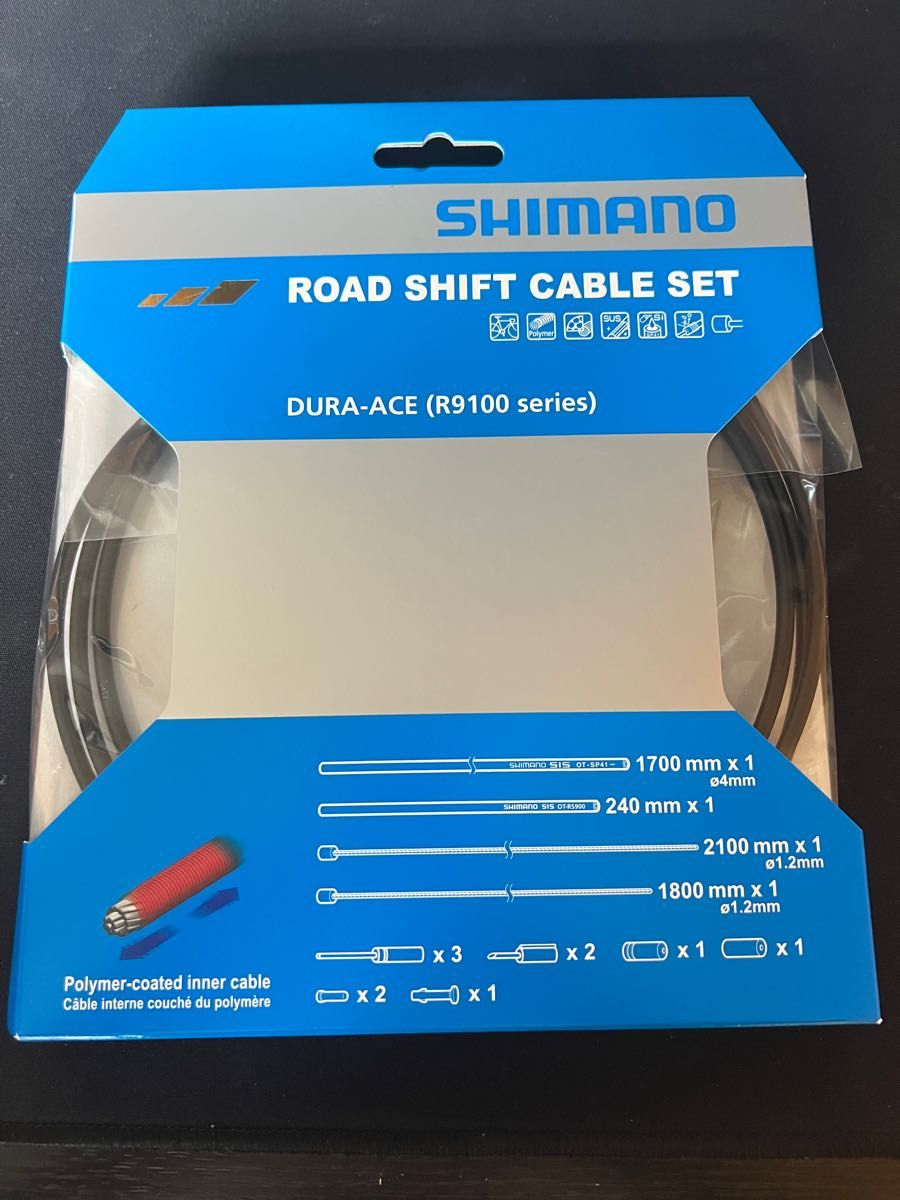 SHIMANO
ROAD SHIFT CABLE SET
Polymer
SUS
DURA-ACE (R9100 series)
SHIMANO SIS OT-SP41
1700 mm x 1
ø4mm
SHIMANO SIS OT-RS900
240 mm x 1
2100 mm x 1
ø1.2mm
1800 mm x 1
ø1.2mm
x 3
x 2
x 1
x 1
x 2
x 1
Polymer-coated inner cable
Câble interne couché du polymère